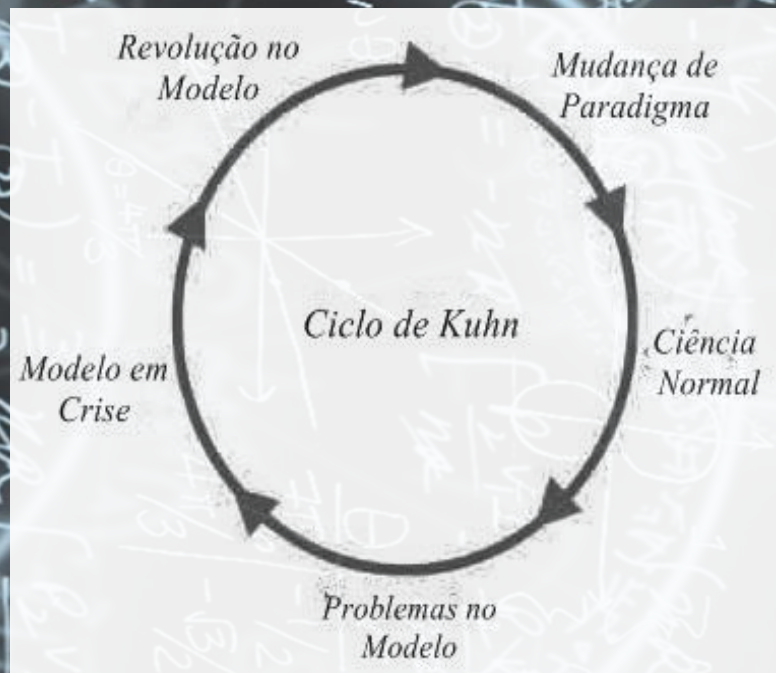 Revolução no
Modelo
Mudança de
Paradigma
Ciclo de Kuhn
Ciência
Normal
Modelo em
Crise
Problemas no
Modelo